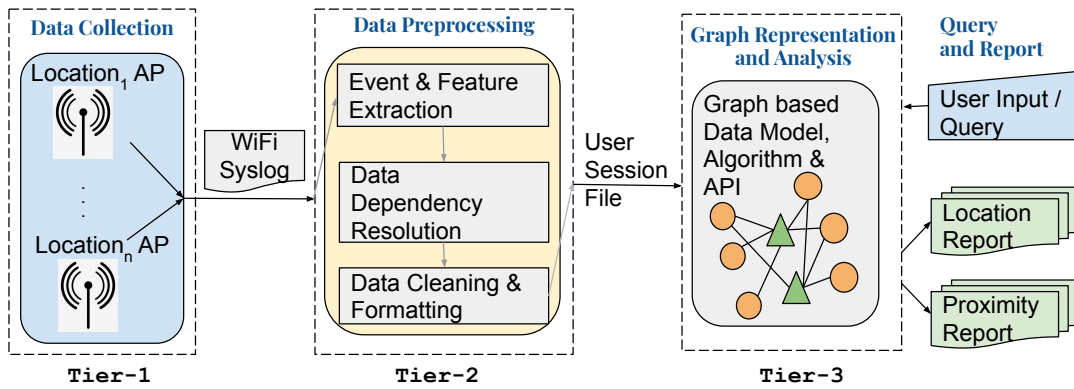 Data Collection
Location1 AP
.
.
.
Locationn AP
Tier-1
WiFi
Syslog
Data Preprocessing
Event & Feature
Extraction
Data
Dependency
Resolution
Data Cleaning &
Formatting
Tier-2
User
Session
File
Graph Representation
and Analysis
Graph based
Data Model,
Algorithm &
API
Tier-3
Query
and Report
User Input /
Query
Location
Report
Proximity
Report